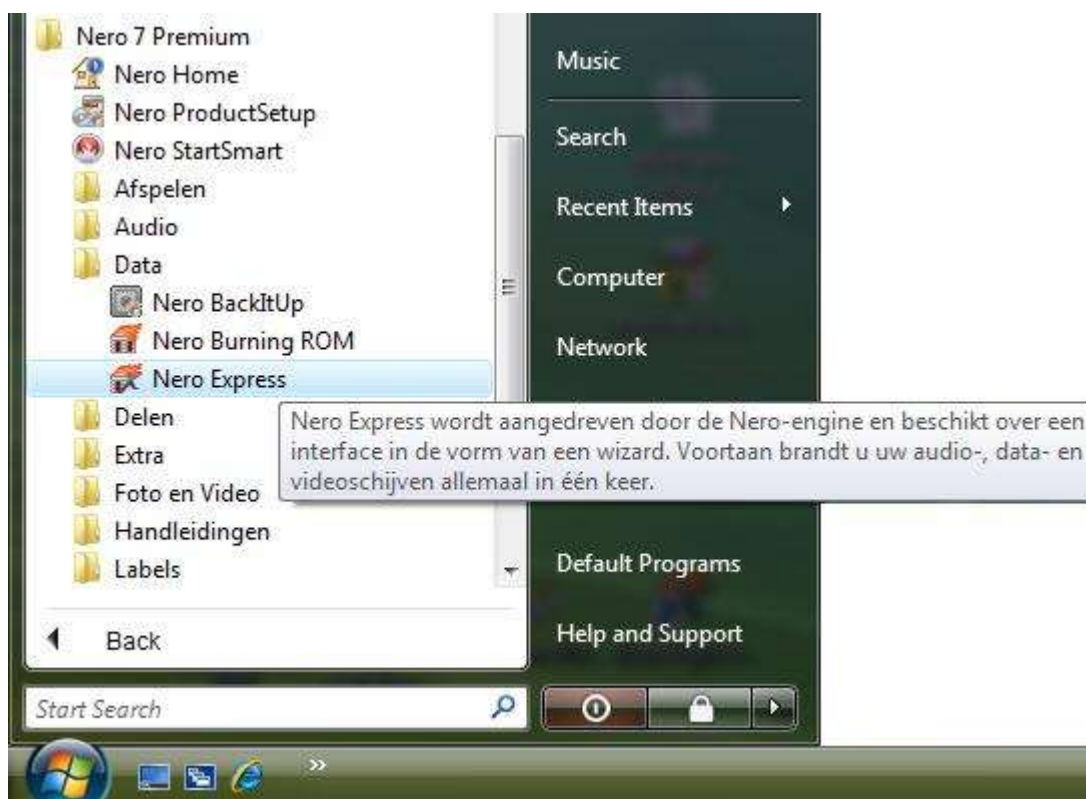 Nero 7 Premium
Nero Home
Nero ProductSetup
Nero StartSmart
Afspelen
Audio
Data
Nero BackItUp
Nero Burning ROM
Nero Express
Delen
Extra
Foto en Video
Handleidingen
Labels
Back
Start Search
Music
Search
Recent Items
Computer
Network
Nero Express wordt aangedreven door de Nero-engine en beschikt over een
interface in de vorm van een wizard. Voortaan brandt u uw audio-, data- en
videoschijven allemaal in één keer.
Default Programs
Help and Support